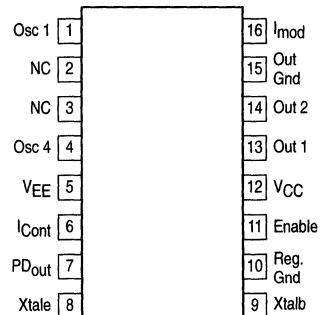 Osc 1 1
NC 2
NC 3
Osc 4 4
VEE 5
ICont 6
PDout 7
Xtale 8
16 Imod
15 Out Gnd
14 Out 2
13 Out 1
12 VCC
11 Enable
10 Reg. Gnd
9 Xtalb